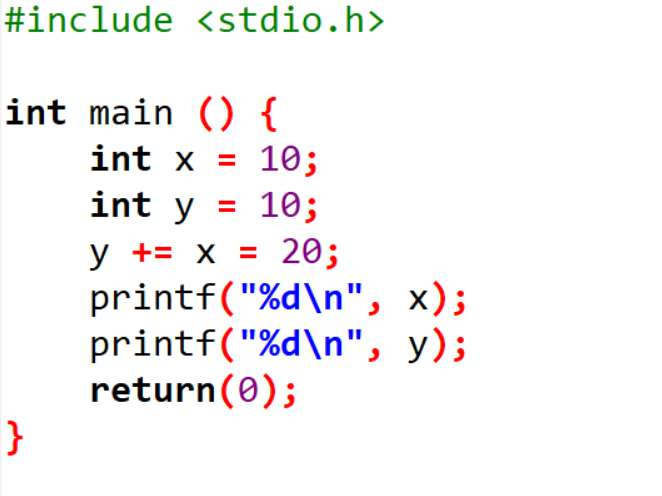 #include <stdio.h>
int main () {
    int x = 10;
    int y = 10;
    y += x = 20;
    printf("%d\n", x);
    printf("%d\n", y);
    return(0);
}